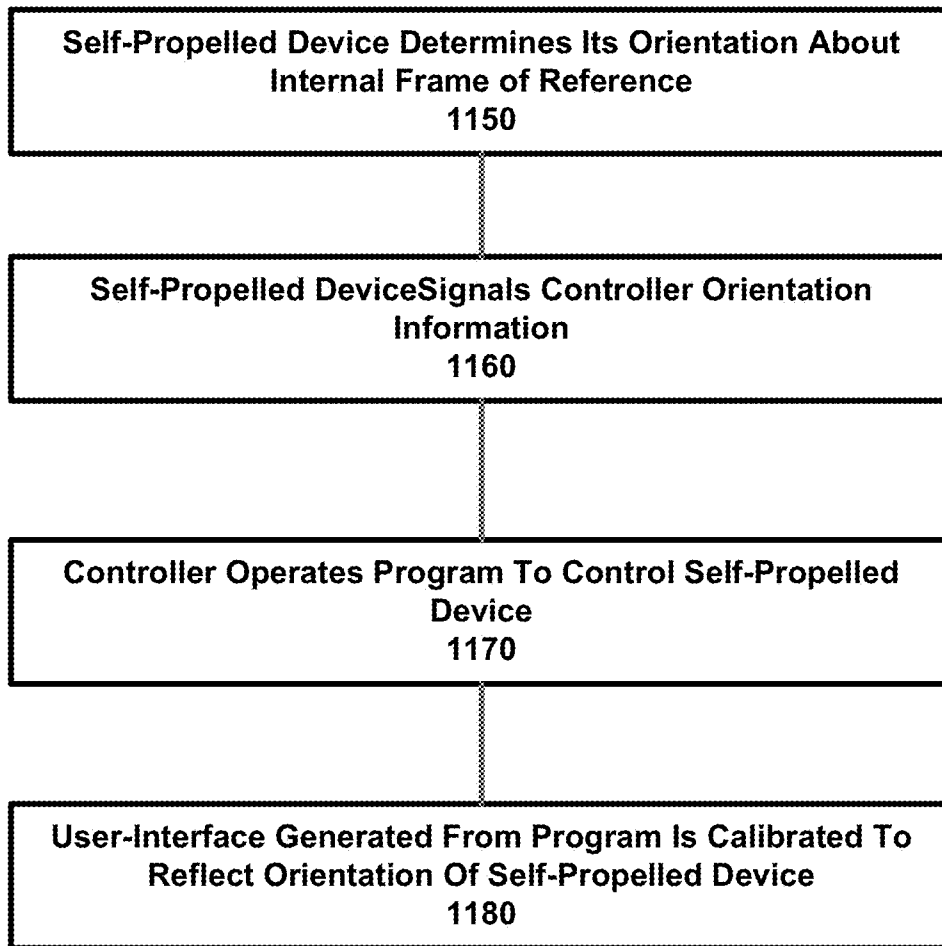 Self-Propelled Device Determines Its Orientation About
Internal Frame of Reference
1150
Self-Propelled DeviceSignals Controller Orientation
Information
1160
Controller Operates Program To Control Self-Propelled
Device
1170
User-Interface Generated From Program Is Calibrated To
Reflect Orientation Of Self-Propelled Device
1180